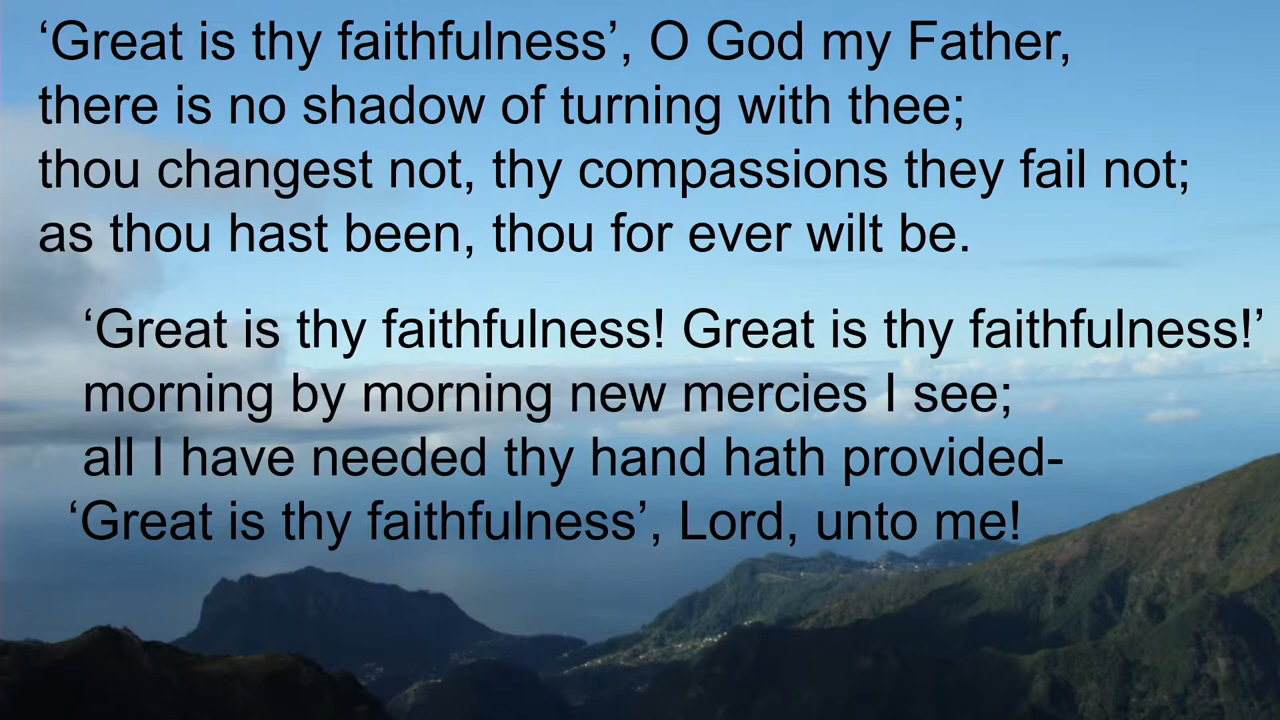 ‘Great is thy faithfulness’, O God my Father,
there is no shadow of turning with thee;
thou changest not, thy compassions they fail not;
as thou hast been, thou for ever wilt be.
‘Great is thy faithfulness! Great is thy faithfulness!’
morning by morning new mercies I see;
all I have needed thy hand hath provided-
‘Great is thy faithfulness’, Lord, unto me!